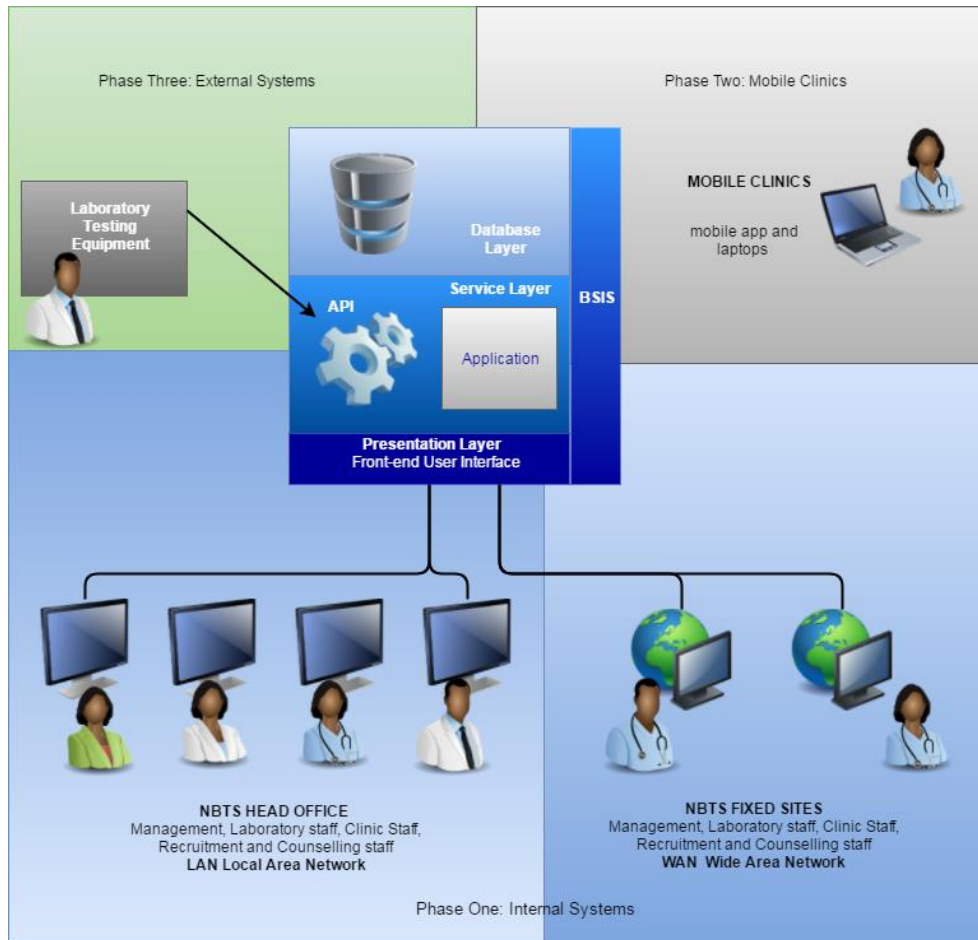 Phase Three: External Systems
Phase Two: Mobile Clinics
Laboratory
Testing
Equipment
MOBILE CLINICS
mobile app and
laptops
Database
Layer
Service Layer
API
Application
BSIS
Presentation Layer
Front-end User Interface
NBTS HEAD OFFICE
Management, Laboratory staff, Clinic Staff,
Recruitment and Counselling staff
LAN Local Area Network
NBTS FIXED SITES
Management, Laboratory staff, Clinic Staff,
Recruitment and Counselling staff
WAN Wide Area Network
Phase One: Internal Systems